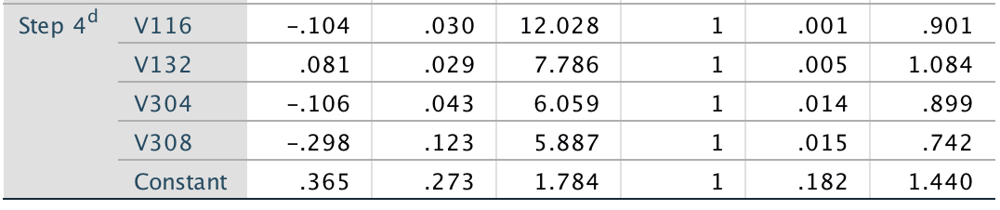 Step 4d V116 -.104 .030 12.028 1 .001 .901
V132 .081 .029 7.786 1 .005 1.084
V304 -.106 .043 6.059 1 .014 .899
V308 -.298 .123 5.887 1 .015 .742
Constant .365 .273 1.784 1 .182 1.440